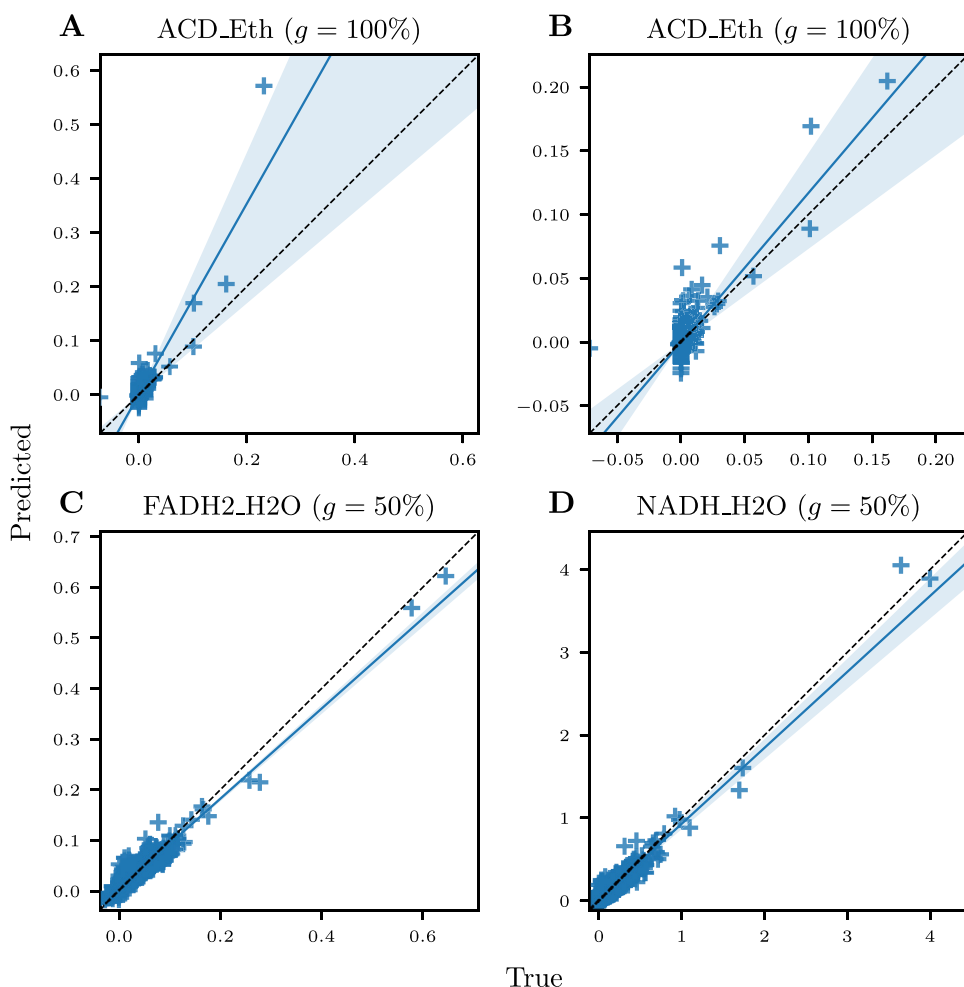 A ACD_Eth (g = 100%)
B ACD_Eth (g = 100%)
0.6
0.5
0.4
0.3
0.2
0.1
0.0
0.0 0.2 0.4 0.6
0.20
0.15
0.10
0.05
0.00
−0.05
−0.05 0.00 0.05 0.10 0.15 0.20
Predicted
C FADH2_H2O (g = 50%)
D NADH_H2O (g = 50%)
0.7
0.6
0.5
0.4
0.3
0.2
0.1
0.0
0.0 0.2 0.4 0.6
4
3
2
1
0
0 1 2 3 4
True